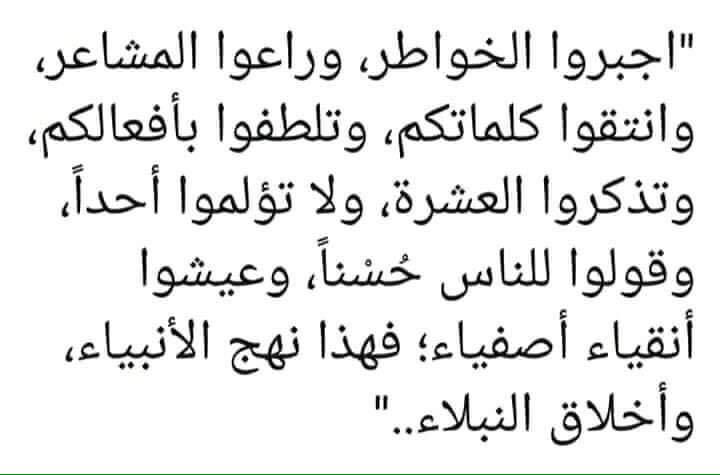 "اجبروا الخواطر، وراعوا المشاعر،
وانتقوا كلماتكم، وتلطفوا بأفعالكم،
وتذكروا العشرة، ولا تؤلموا أحداً،
وقولوا للناس حُسْناً، وعيشوا
أنقياء أصفياء؛ فهذا نهج الأنبياء،
وأخلاق النبلاء.."